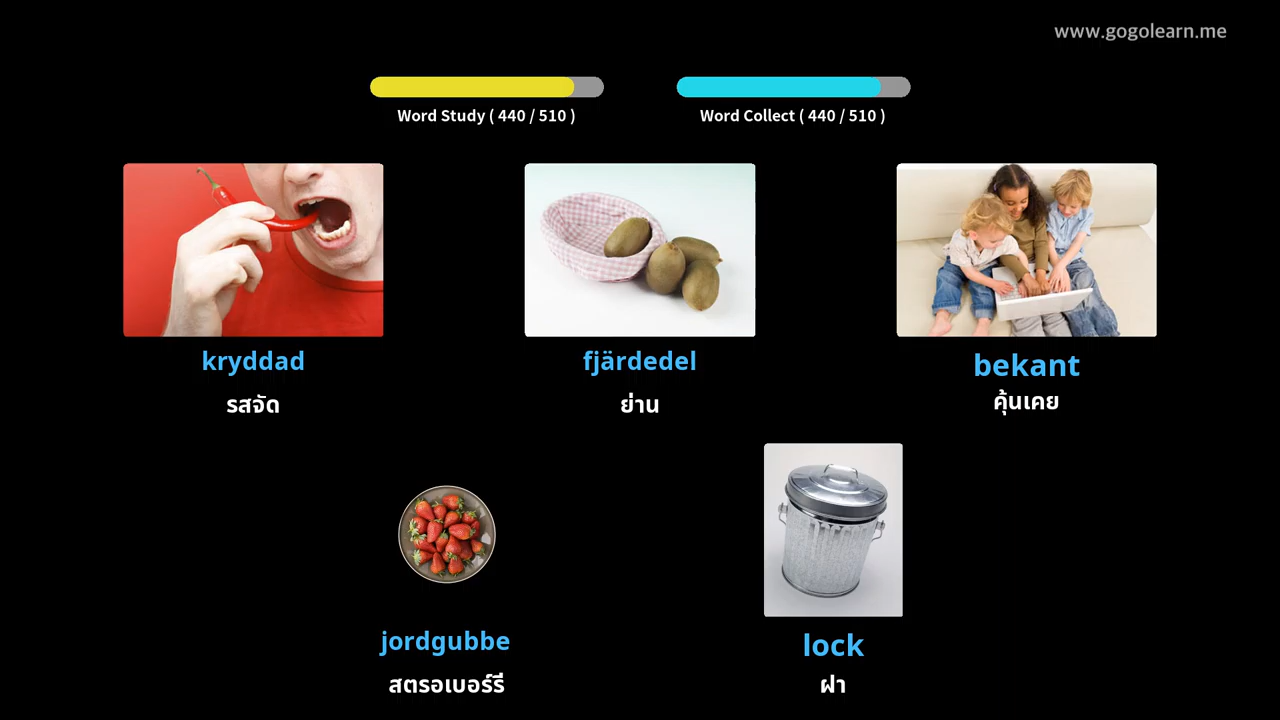 www.gogolearn.me
Word Study ( 440 / 510 )
Word Collect ( 440 / 510 )
kryddad
รสจัด
fjärdedel
ย่าน
bekant
คุ้นเคย
jordgubbe
สตรอเบอร์รี
lock
ฝา